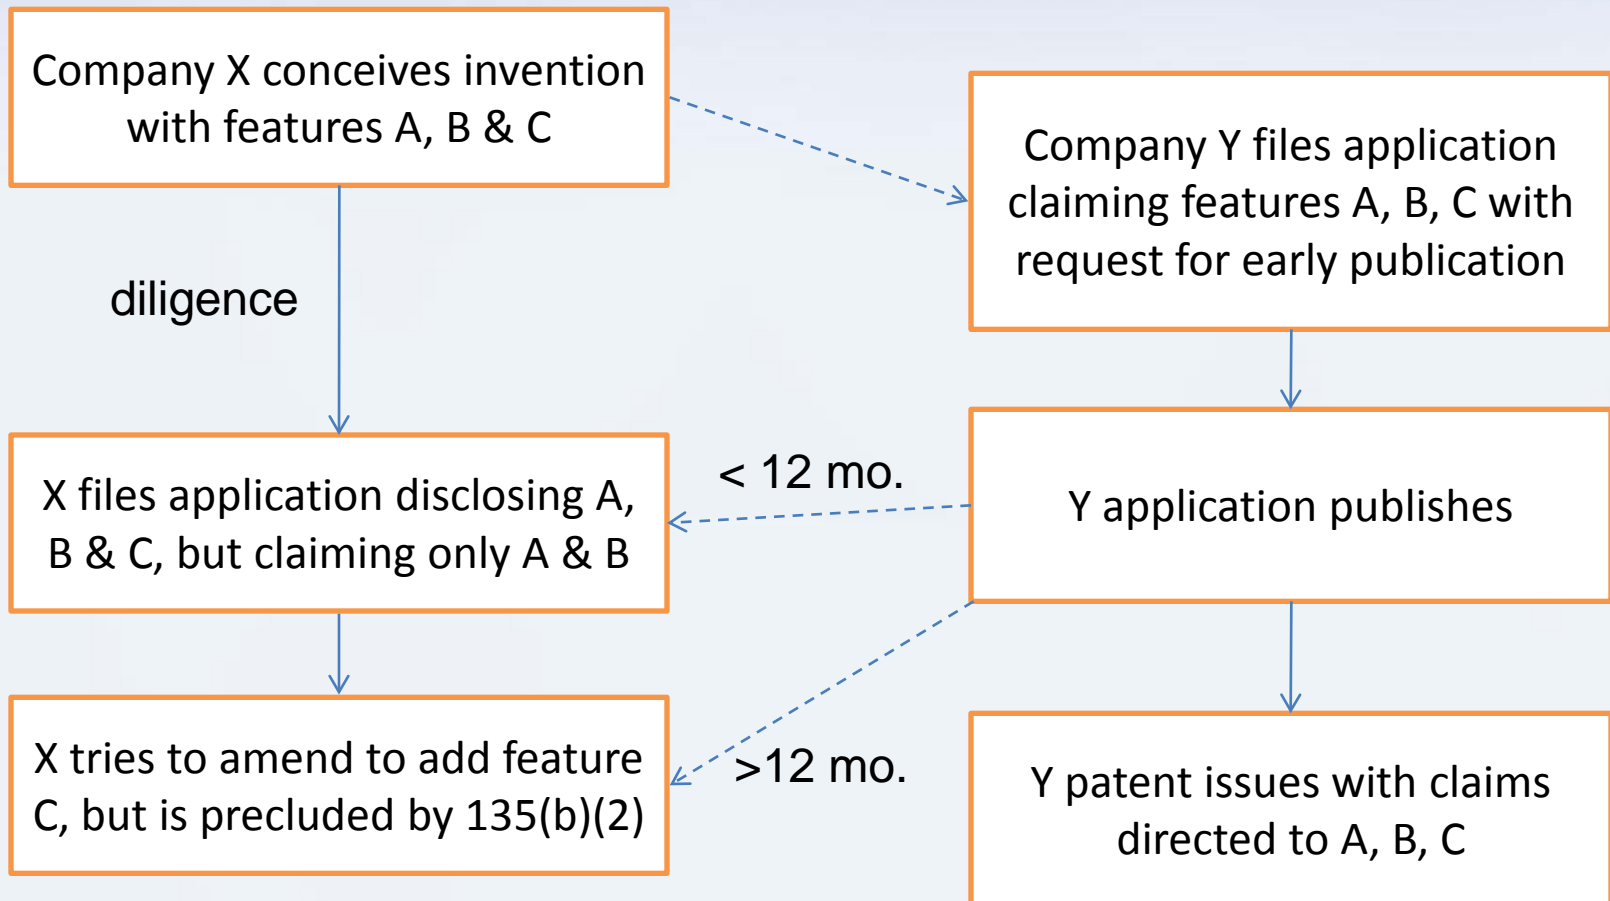 Company X conceives invention
with features A, B & C
Company Y files application
claiming features A, B, C with
request for early publication
diligence
X files application disclosing A,
B & C, but claiming only A & B
< 12 mo.
Y application publishes
X tries to amend to add feature
C, but is precluded by 135(b)(2)
>12 mo.
Y patent issues with claims
directed to A, B, C